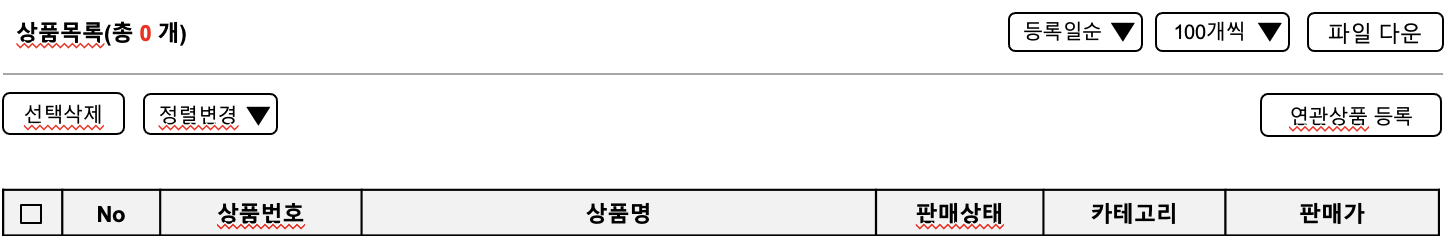 상품목록(총 0 개) 등록일순 ▼ 100개씩 ▼ 파일 다운
선택삭제 정렬변경 ▼ 연관상품 등록
No 상품번호 상품명 판매상태 카테고리 판매가